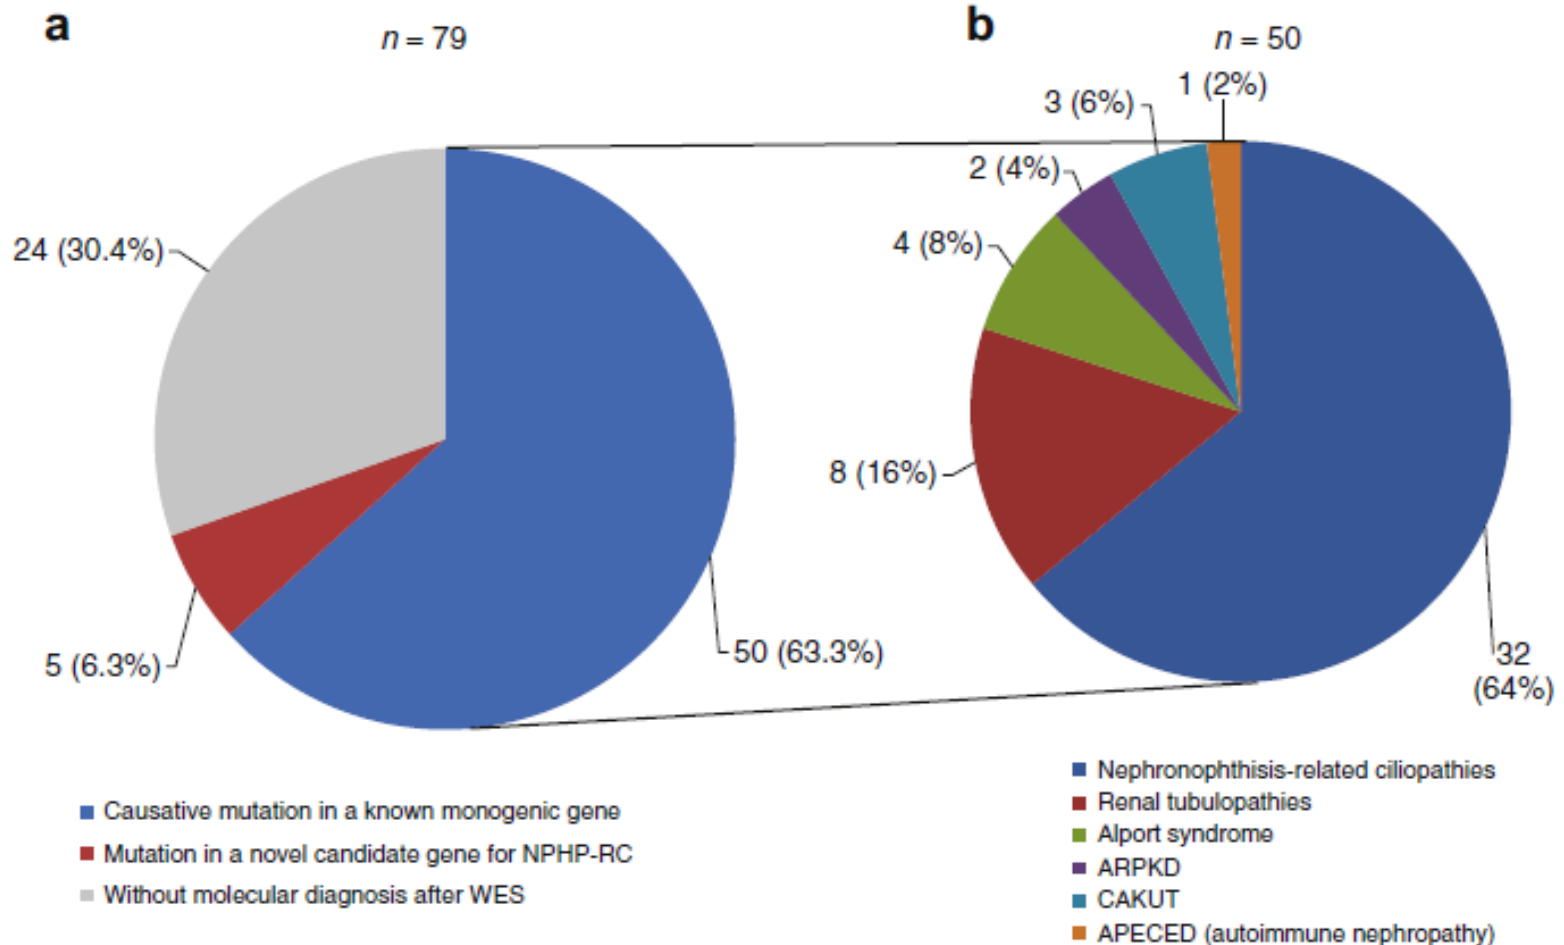 a
n = 79
24 (30.4%)
5 (6.3%)
50 (63.3%)
Causative mutation in a known monogenic gene
Mutation in a novel candidate gene for NPHP-RC
Without molecular diagnosis after WES
b
n = 50
1 (2%)
3 (6%)
2 (4%)
4 (8%)
8 (16%)
32
(64%)
Nephronophthisis-related ciliopathies
Renal tubulopathies
Alport syndrome
ARPKD
CAKUT
APECED (autoimmune nephropathy)